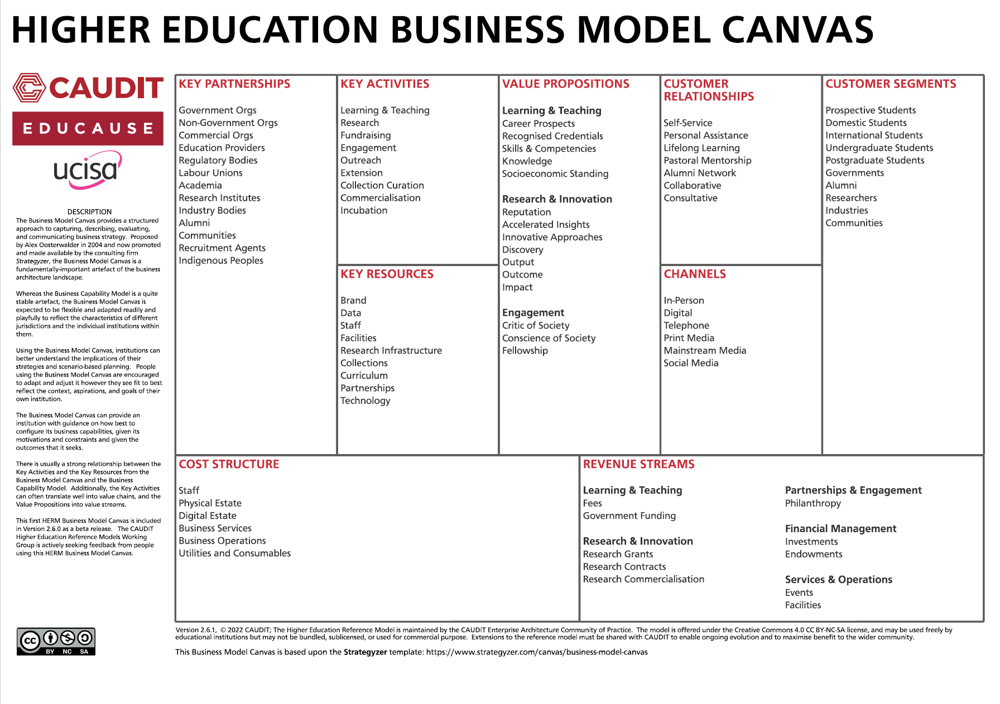 HIGHER EDUCATION BUSINESS MODEL CANVAS
CAUDIT
EDUCAUSE
ucisa
DESCRIPTION
The Business Model Canvas provides a structured
approach to capturing, describing, evaluating,
and communicating business strategy. Proposed
by Alex Oosterwalder in 2004 and now promoted
and made available by the consulting firm
Strategyzer, the Business Model Canvas is a
fundamentally-important artefact of the business
architecture landscape.
Whereas the Business Capability Model is a quite
stable artefact, the Business Model Canvas is
expected to be flexible and adapted readily and
playfully to reflect the characteristics of different
jurisdictions and the individual institutions within
them.
Using the Business Model Canvas, institutions can
better understand the implications of their
strategies and scenario-based planning. People
using the Business Model Canvas are encouraged
to adapt and adjust it however they see fit to best
reflect the context, aspirations, and goals of their
own institution.
The Business Model Canvas can provide an
institution with guidance on how best to
configure its business capabilities, given its
motivations and constraints and given the
outcomes that it seeks.
There is usually a strong relationship between the
Key Activities and the Key Resources from the
Business Model Canvas and the Business
Capability Model. Additionally, the Key Activities
can often translate well into value chains, and the
Value Propositions into value streams.
This first HERM Business Model Canvas is included
in Version 2.6.0 as a beta release. The CAUDIT
Higher Education Reference Models Working
Group is actively seeking feedback from people
using this HERM Business Model Canvas.
KEY PARTNERSHIPS
Government Orgs
Non-Government Orgs
Commercial Orgs
Education Providers
Regulatory Bodies
Labour Unions
Academia
Research Institutes
Industry Bodies
Alumni
Communities
Recruitment Agents
Indigenous Peoples
KEY ACTIVITIES
Learning & Teaching
Research
Fundraising
Engagement
Outreach
Extension
Collection Curation
Commercialisation
Incubation
KEY RESOURCES
Brand
Data
Staff
Facilities
Research Infrastructure
Collections
Curriculum
Partnerships
Technology
VALUE PROPOSITIONS
Learning & Teaching
Career Prospects
Recognised Credentials
Skills & Competencies
Knowledge
Socioeconomic Standing
Research & Innovation
Reputation
Accelerated Insights
Innovative Approaches
Discovery
Output
Outcome
Impact
Engagement
Critic of Society
Conscience of Society
Fellowship
CUSTOMER
RELATIONSHIPS
Self-Service
Personal Assistance
Lifelong Learning
Pastoral Mentorship
Alumni Network
Collaborative
Consultative
CHANNELS
In-Person
Digital
Telephone
Print Media
Mainstream Media
Social Media
CUSTOMER SEGMENTS
Prospective Students
Domestic Students
International Students
Undergraduate Students
Postgraduate Students
Governments
Alumni
Researchers
Industries
Communities
COST STRUCTURE
Staff
Physical Estate
Digital Estate
Business Services
Business Operations
Utilities and Consumables
REVENUE STREAMS
Learning & Teaching
Fees
Government Funding
Research & Innovation
Research Grants
Research Contracts
Research Commercialisation
Partnerships & Engagement
Philanthropy
Financial Management
Investments
Endowments
Services & Operations
Events
Facilities
cc
BY NC SA
Version 2.6.1, © 2022 CAUDIT; The Higher Education Reference Model is maintained by the CAUDIT Enterprise Architecture Community of Practice. The model is offered under the Creative Commons 4.0 CC BY-NC-SA license, and may be used freely by
educational institutions but may not be bundled, sublicensed, or used for commercial purpose. Extensions to the reference model must be shared with CAUDIT to enable ongoing evolution and to maximise benefit to the wider community.
This Business Model Canvas is based upon the Strategyzer template: https://www.strategyzer.com/canvas/business-model-canvas